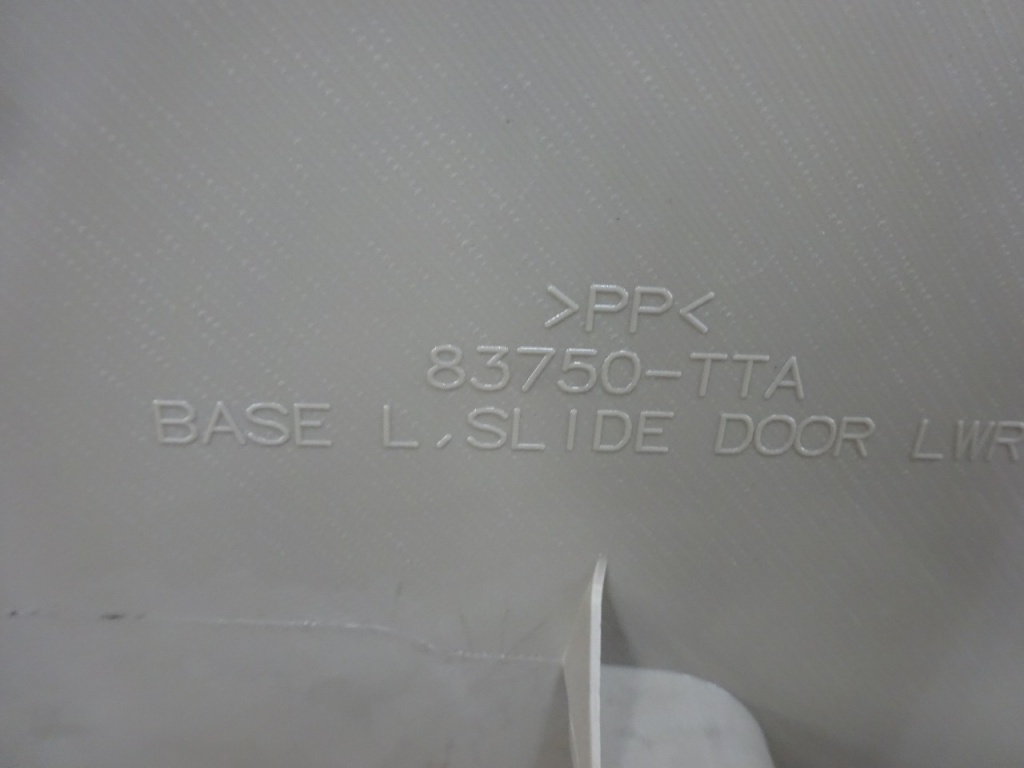 >PP<
83750-TTA
BASE L,SLIDE DOOR LWR